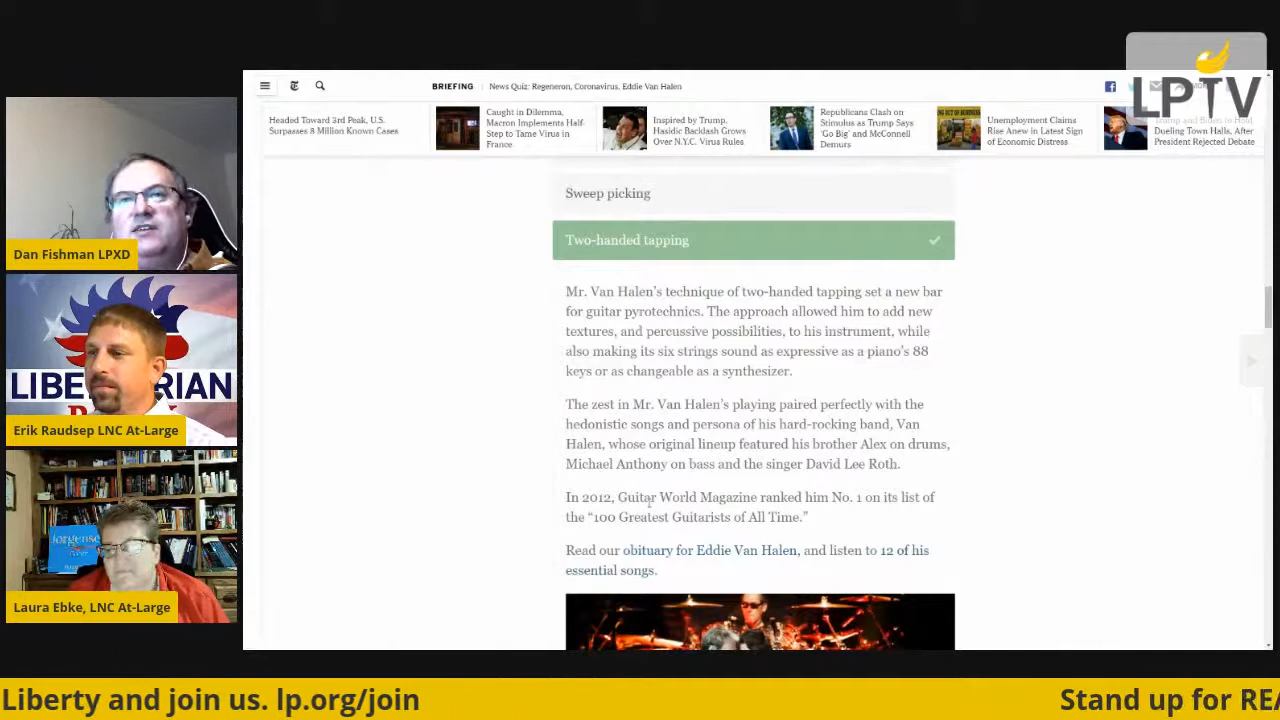 LPTV
BRIEFING
News Quiz: Regeneron, Coronavirus, Eddie Van Halen
Headed Toward 3rd Peak, U.S.
Surpasses 8 Million Known Cases
Caught in Dilemma,
Macron Implements Half-
Step to Tame Virus in
France
Inspired by Trump,
Hasidic Backlash Grows
Over N.Y.C. Virus Rules
Republicans Clash on
Stimulus as Trump Says
'Go Big' and McConnell
Demurs
Unemployment Claims
Rise Anew in Latest Sign
of Economic Distress
Trump and Biden to Hold
Dueling Town Halls, After
President Rejected Debate
Sweep picking
Two-handed tapping
Mr. Van Halen's technique of two-handed tapping set a new bar
for guitar pyrotechnics. The approach allowed him to add new
textures, and percussive possibilities, to his instrument, while
also making its six strings sound as expressive as a piano's 88
keys or as changeable as a synthesizer.
The zest in Mr. Van Halen's playing paired perfectly with the
hedonistic songs and persona of his hard-rocking band, Van
Halen, whose original lineup featured his brother Alex on drums,
Michael Anthony on bass and the singer David Lee Roth.
In 2012, Guitar World Magazine ranked him No. 1 on its list of
the “100 Greatest Guitarists of All Time.”
Read our obituary for Eddie Van Halen, and listen to 12 of his
essential songs.
Dan Fishman LPXD
Erik Raudsep LNC At-Large
Laura Ebke, LNC At-Large
Liberty and join us. lp.org/join
Stand up for REA